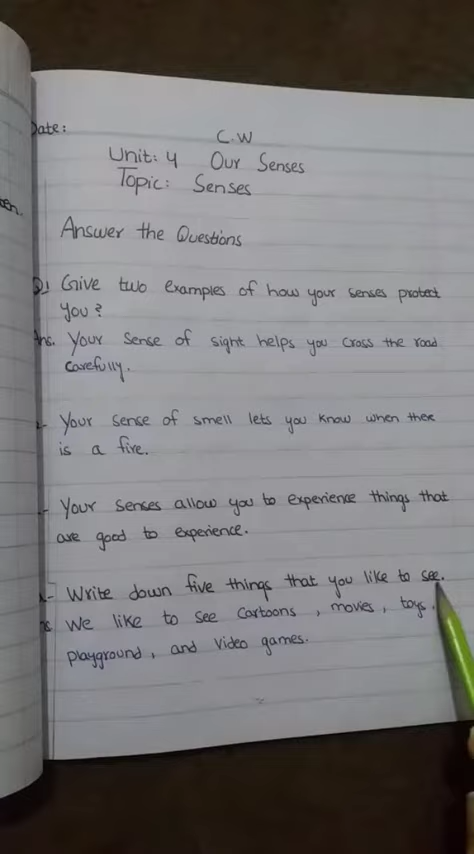 Date:
C.W
Unit: 4 Our Senses
Topic: Senses
Answer the Questions
Q1 Give two examples of how your senses protect
you?
Ans. Your sense of sight helps you cross the road
carefully.
Your sense of smell lets you know when there
is a fire.
Your senses allow you to experience things that
are good to experience.
Write down five things that you like to see.
We like to see cartoons, movies, toys,
playground, and video games.